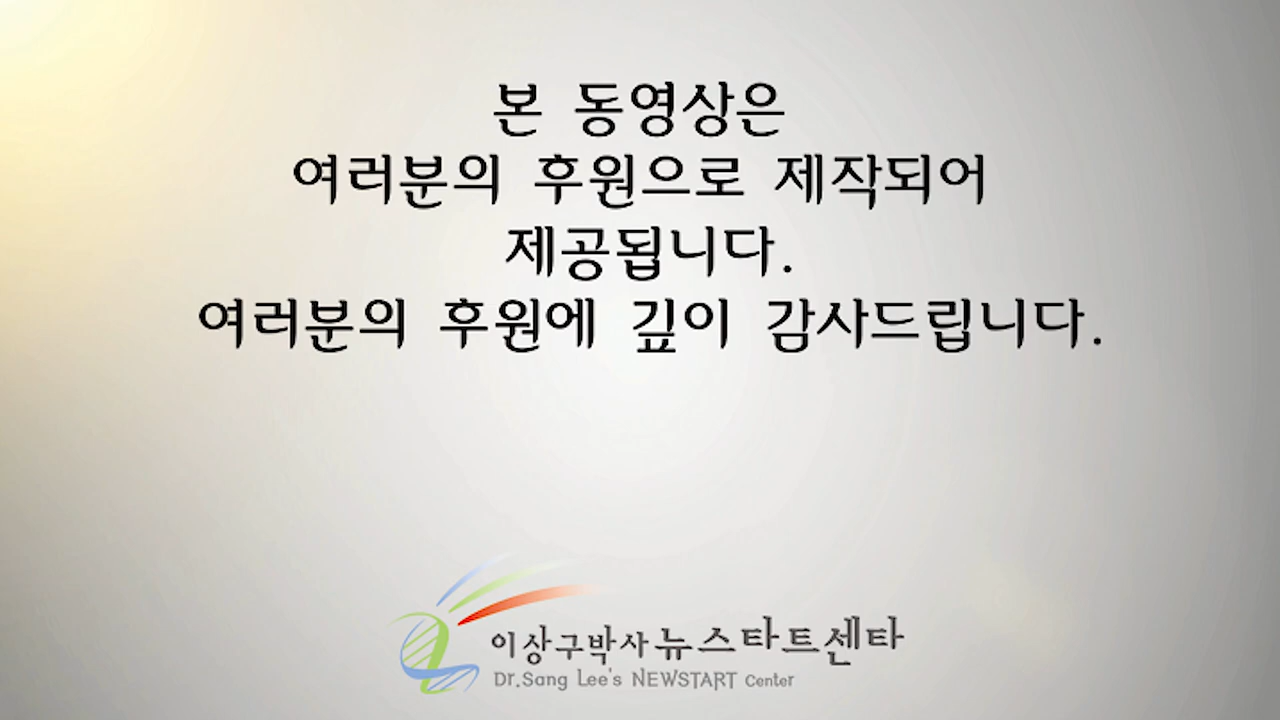 본 동영상은
여러분의 후원으로 제작되어
제공됩니다.
여러분의 후원에 깊이 감사드립니다.
이상구박사 뉴스타트센타
Dr.Sang Lee's NEWSTART Center